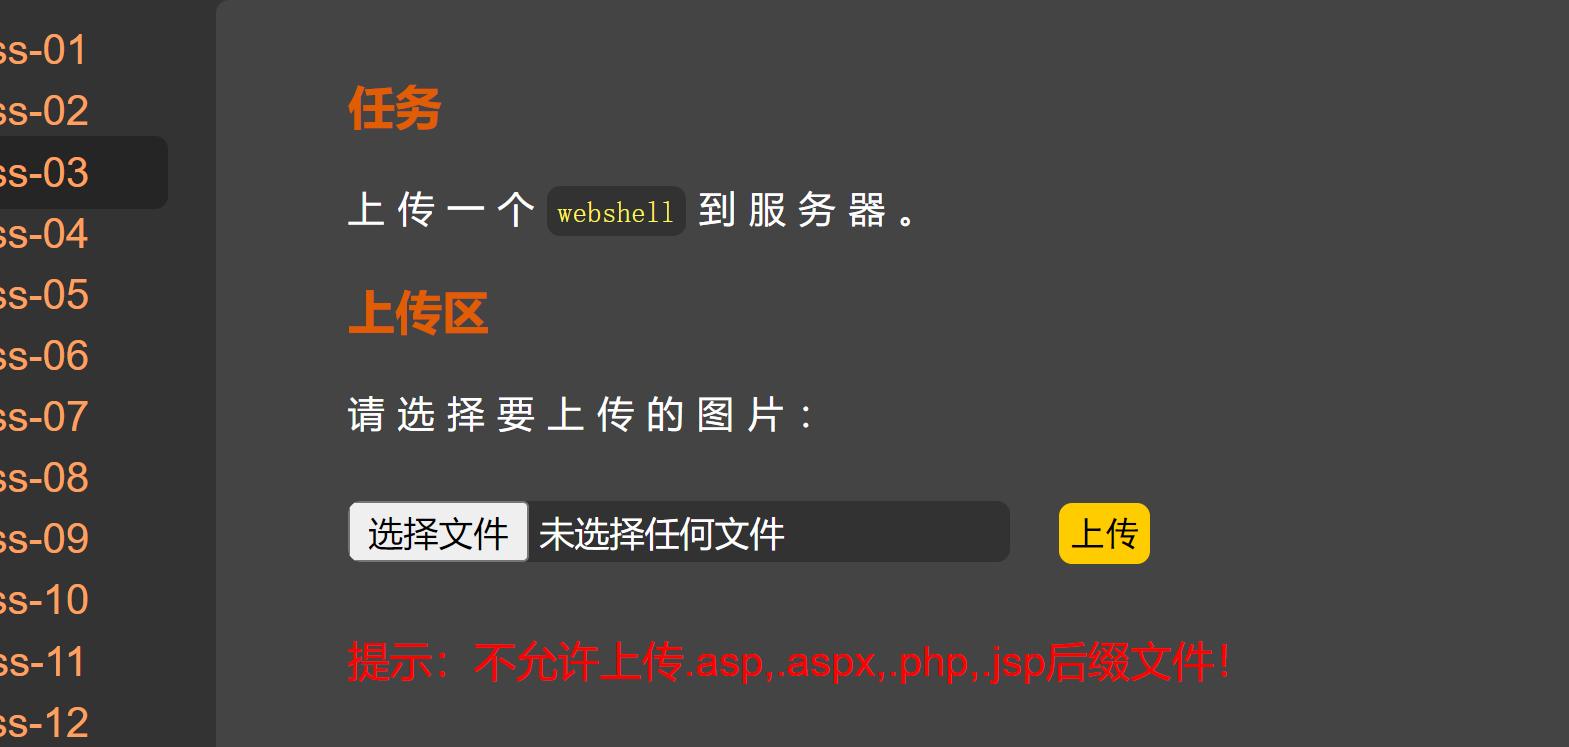 ss-01
ss-02
ss-03
ss-04
ss-05
ss-06
ss-07
ss-08
ss-09
ss-10
ss-11
ss-12
任务
上传一个 webshell 到服务器。
上传区
请选择要上传的图片：
选择文件 未选择任何文件 上传
提示：不允许上传.asp,.aspx,.php,.jsp后缀文件！